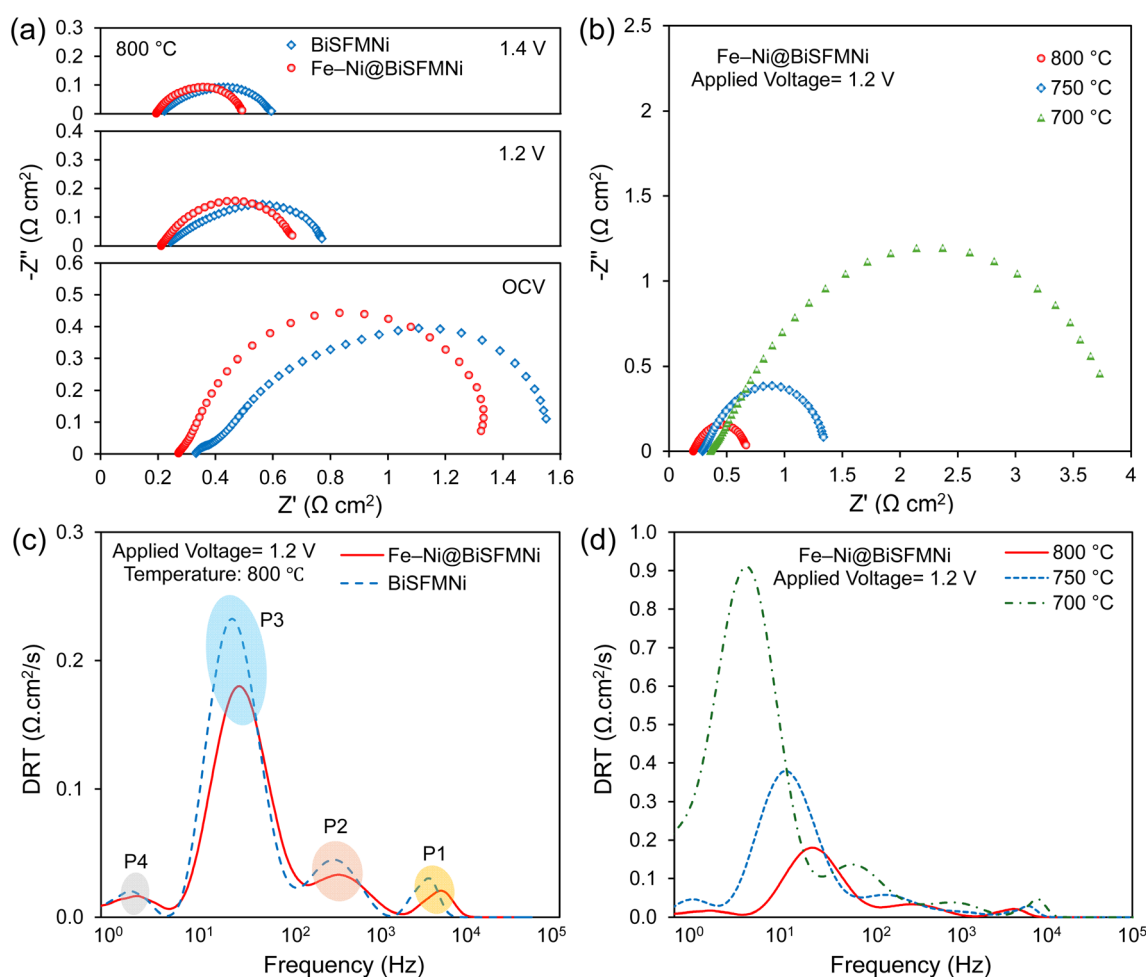 (a)
800 °C
BiSFMNi
Fe–Ni@BiSFMNi
1.4 V
0.3
0.2
0.1
0
1.2 V
0.4
0.3
0.2
0.1
0
OCV
0.6
0.5
0.4
0.3
0.2
0.1
0
0 0.2 0.4 0.6 0.8 1 1.2 1.4 1.6
-Z" (Ω cm²)
Z' (Ω cm²)
(b)
Fe–Ni@BiSFMNi
Applied Voltage= 1.2 V
800 °C
750 °C
700 °C
2.5
2
1.5
1
0.5
0
0 0.5 1 1.5 2 2.5 3 3.5 4
-Z" (Ω cm²)
Z' (Ω cm²)
(c)
Applied Voltage= 1.2 V
Temperature: 800 ℃
Fe–Ni@BiSFMNi
BiSFMNi
P3
P4
P2
P1
0.3
0.2
0.1
0.0
10⁰ 10¹ 10² 10³ 10⁴ 10⁵
DRT (Ω.cm²/s)
Frequency (Hz)
(d)
Fe–Ni@BiSFMNi
Applied Voltage= 1.2 V
800 °C
750 °C
700 °C
1.0
0.9
0.8
0.7
0.6
0.5
0.4
0.3
0.2
0.1
0.0
10⁰ 10¹ 10² 10³ 10⁴ 10⁵
DRT (Ω.cm²/s)
Frequency (Hz)